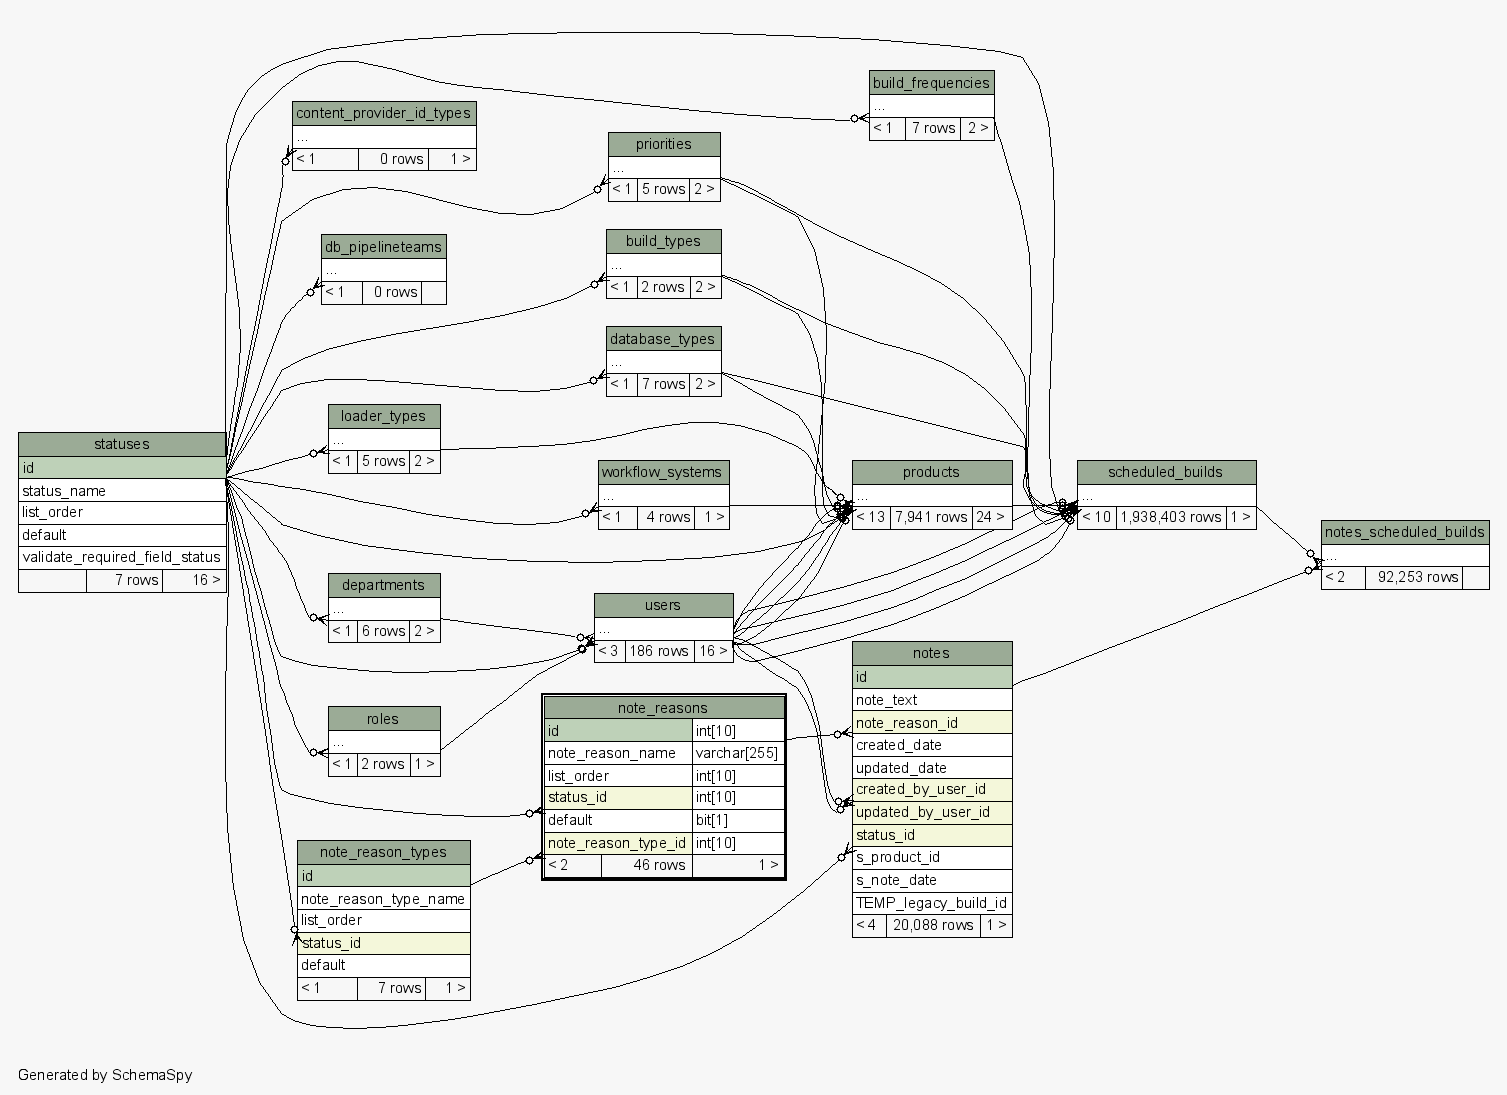 build_frequencies
...
< 1 7 rows 2 >
content_provider_id_types
...
< 1 0 rows 1 >
priorities
...
< 1 5 rows 2 >
db_pipelineteams
...
< 1 0 rows
build_types
...
< 1 2 rows 2 >
database_types
...
< 1 7 rows 2 >
loader_types
...
< 1 5 rows 2 >
statuses
id
status_name
list_order
default
validate_required_field_status
7 rows 16 >
workflow_systems
...
< 1 4 rows 1 >
products
...
< 13 7,941 rows 24 >
scheduled_builds
...
< 10 1,938,403 rows 1 >
notes_scheduled_builds
...
< 2 92,253 rows
departments
...
< 1 6 rows 2 >
users
...
< 3 186 rows 16 >
roles
...
< 1 2 rows 1 >
note_reasons
id int[10]
note_reason_name varchar[255]
list_order int[10]
status_id int[10]
default bit[1]
note_reason_type_id int[10]
< 2 46 rows 1 >
notes
id
note_text
note_reason_id
created_date
updated_date
created_by_user_id
updated_by_user_id
status_id
s_product_id
s_note_date
TEMP_legacy_build_id
< 4 20,088 rows 1 >
note_reason_types
id
note_reason_type_name
list_order
status_id
default
< 1 7 rows 1 >
Generated by SchemaSpy